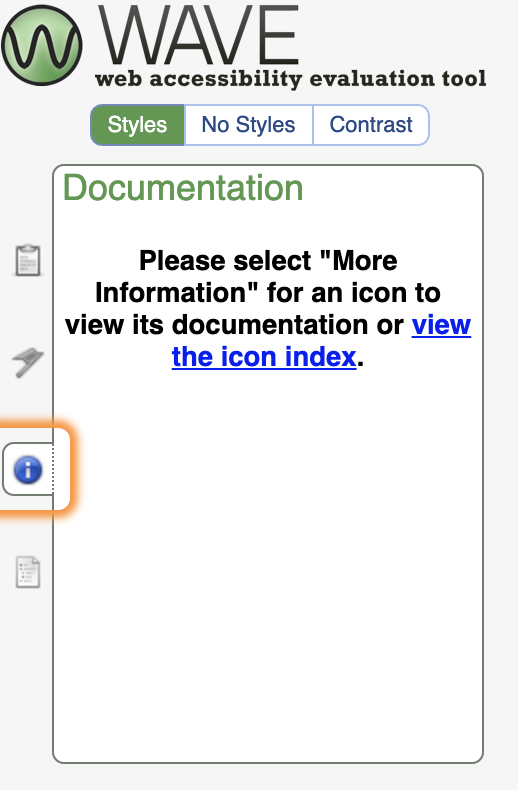 WAVE
web accessibility evaluation tool
Styles No Styles Contrast
Documentation
Please select "More
Information" for an icon to
view its documentation or view
the icon index.